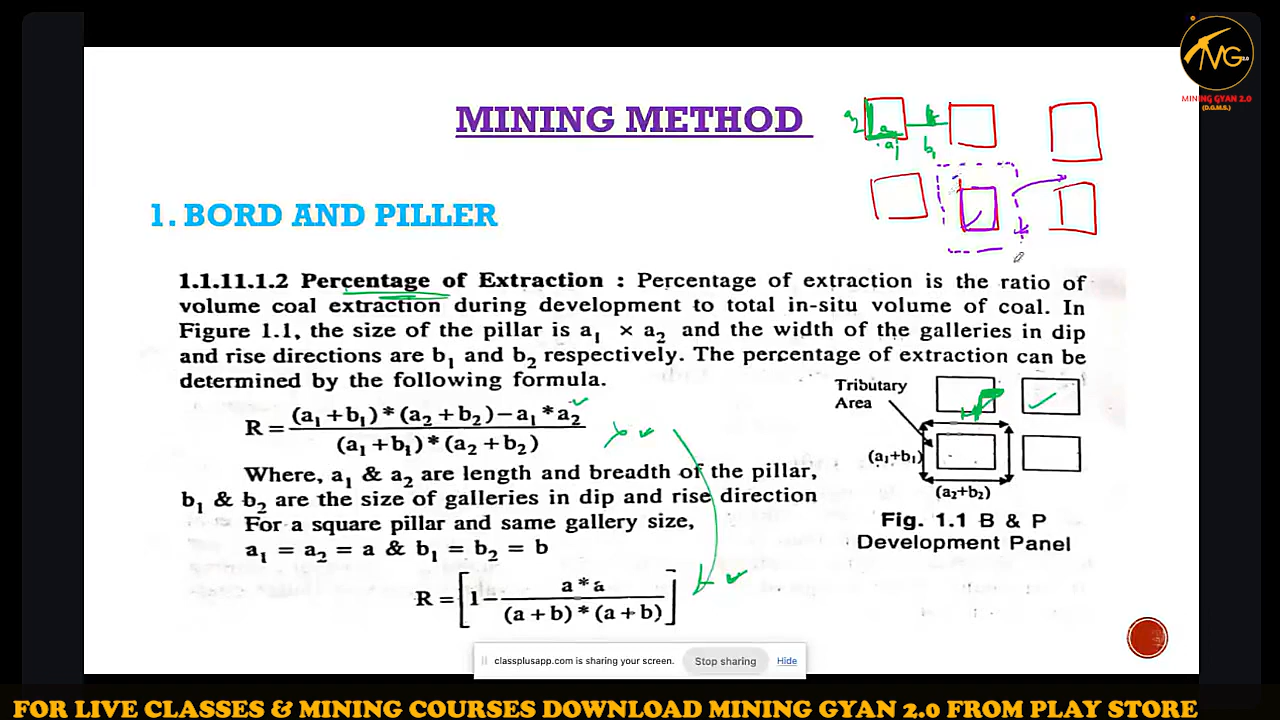 MINING METHOD
TMG 2.0
MINING GYAN 2.0
(D.G.M.S.)
a2
a1
b1
1. BORD AND PILLER
1.1.11.1.2 Percentage of Extraction : Percentage of extraction is the ratio of
volume coal extraction during development to total in-situ volume of coal. In
Figure 1.1, the size of the pillar is a₁ × a₂ and the width of the galleries in dip
and rise directions are b₁ and b₂ respectively. The percentage of extraction can be
determined by the following formula.
R = (a₁+b₁)*(a₂+b₂)−a₁*a₂
(a₁+b₁)*(a₂+b₂)
Where, a₁ & a₂ are length and breadth of the pillar,
b₁ & b₂ are the size of galleries in dip and rise direction
For a square pillar and same gallery size,
a₁ = a₂ = a & b₁ = b₂ = b
R = [1− a*a
(a+b)*(a+b)]
Tributary
Area
(a₁+b₁)
(a₂+b₂)
Fig. 1.1 B & P
Development Panel
classplusapp.com is sharing your screen. Stop sharing Hide
FOR LIVE CLASSES & MINING COURSES DOWNLOAD MINING GYAN 2.0 FROM PLAY STORE